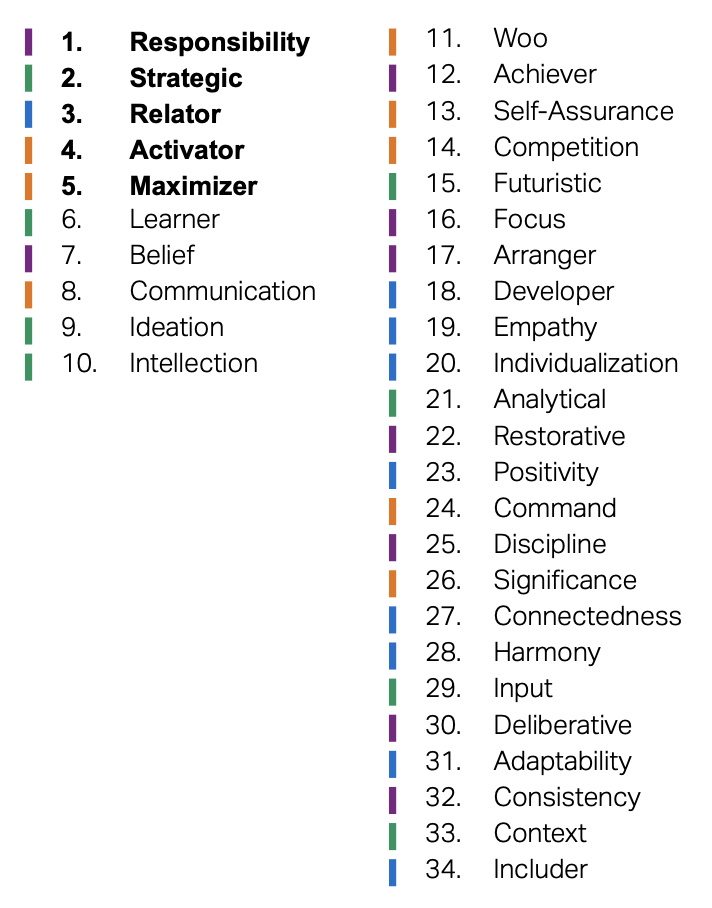 1. Responsibility
2. Strategic
3. Relator
4. Activator
5. Maximizer
6. Learner
7. Belief
8. Communication
9. Ideation
10. Intellection
11. Woo
12. Achiever
13. Self-Assurance
14. Competition
15. Futuristic
16. Focus
17. Arranger
18. Developer
19. Empathy
20. Individualization
21. Analytical
22. Restorative
23. Positivity
24. Command
25. Discipline
26. Significance
27. Connectedness
28. Harmony
29. Input
30. Deliberative
31. Adaptability
32. Consistency
33. Context
34. Includer